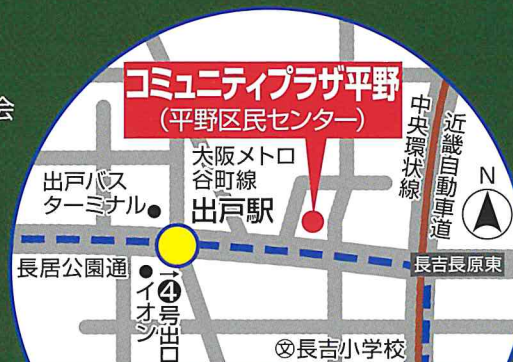 会
コミュニティプラザ平野
(平野区民センター)
大阪メトロ
谷町線
出戸駅
出戸バス
ターミナル
中央環状線
近畿自動車道
N
長居公園通
長吉長原東
→❹号出口
イオン
㊛長吉小学校